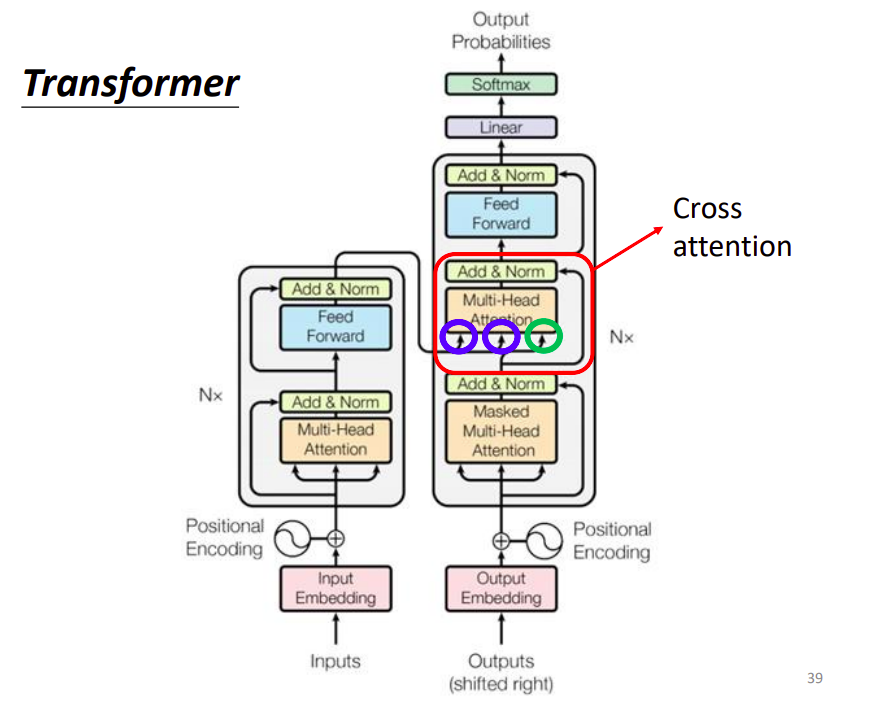 Transformer
Output
Probabilities
Softmax
Linear
Add & Norm
Feed
Forward
Add & Norm
Multi-Head
Attention
Cross
attention
Nx
Add & Norm
Masked
Multi-Head
Attention
Add & Norm
Feed
Forward
Nx
Add & Norm
Multi-Head
Attention
Positional
Encoding
Positional
Encoding
Input
Embedding
Output
Embedding
Inputs
Outputs
(shifted right)
39